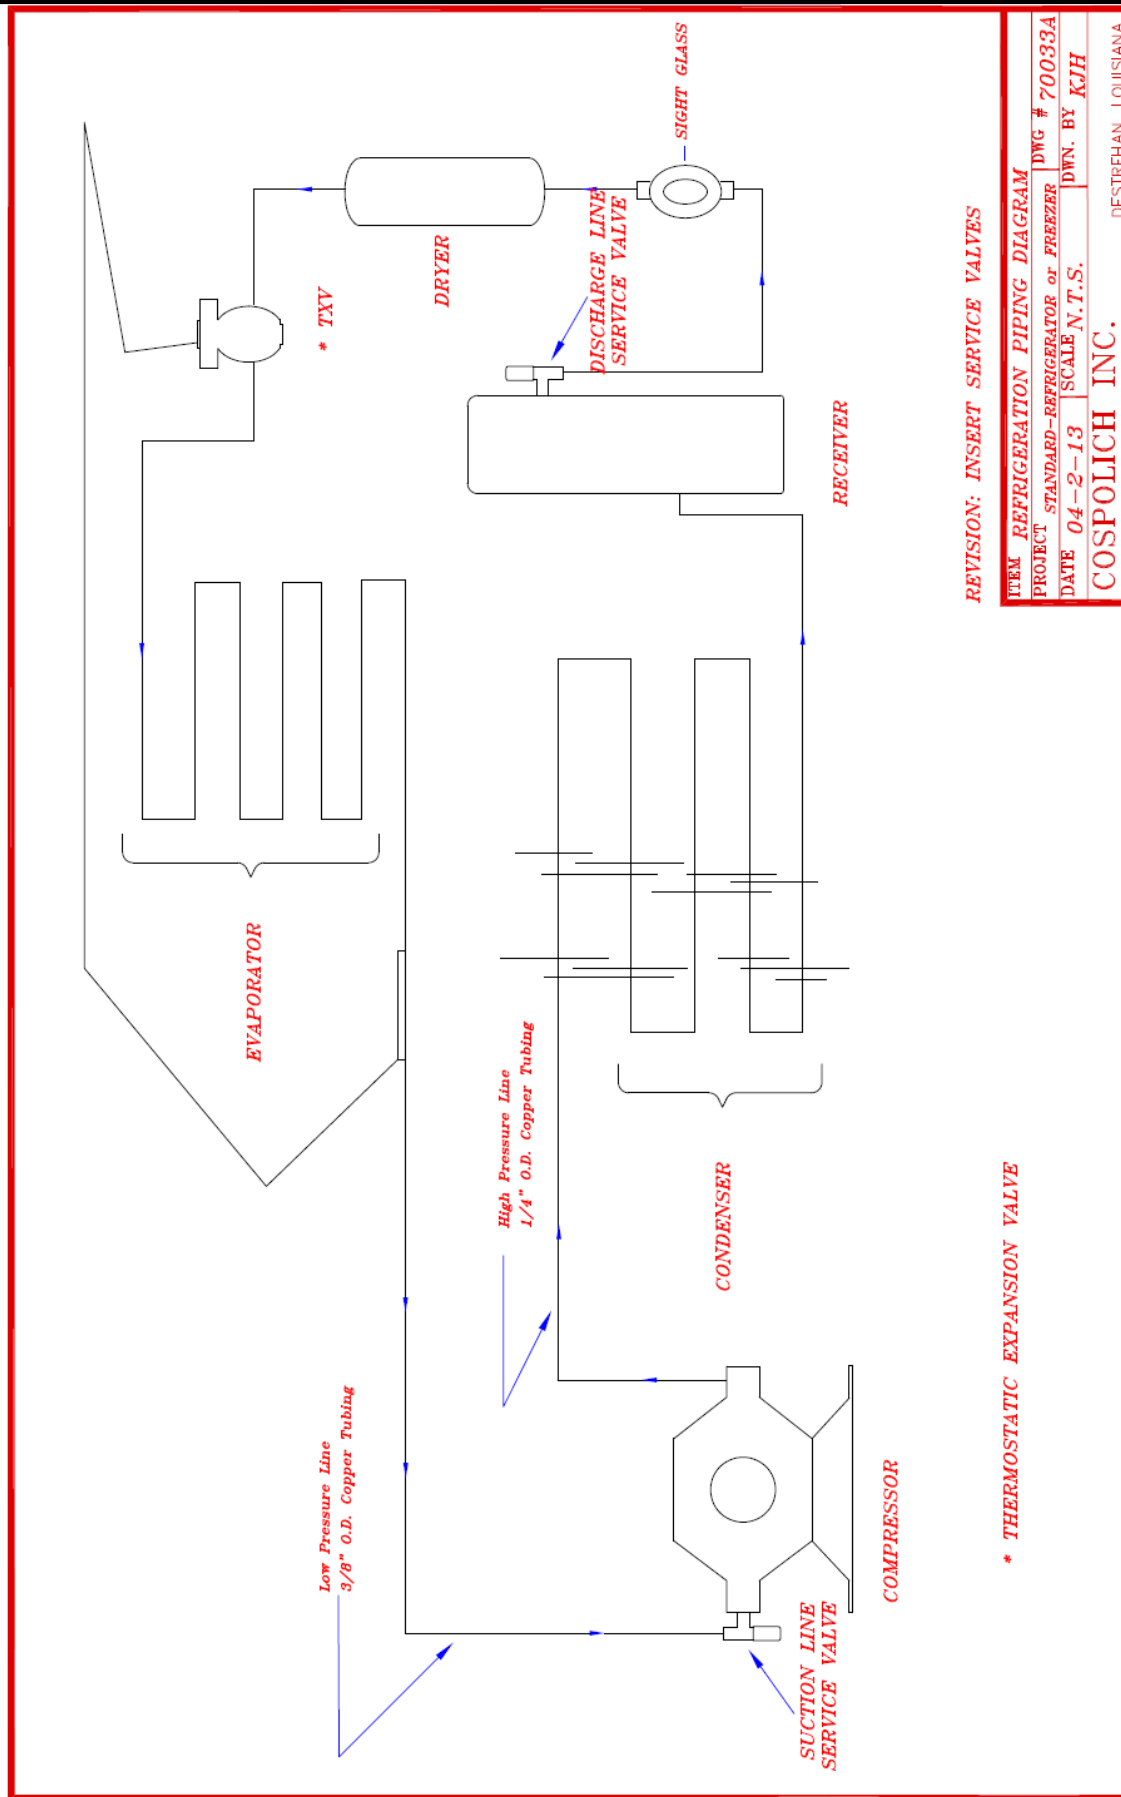 * TXV
DRYER
SIGHT GLASS
DISCHARGE LINE
SERVICE VALVE
RECEIVER
EVAPORATOR
High Pressure Line
1/4" O.D. Copper Tubing
CONDENSER
Low Pressure Line
3/8" O.D. Copper Tubing
COMPRESSOR
SUCTION LINE
SERVICE VALVE
* THERMOSTATIC EXPANSION VALVE
REVISION: INSERT SERVICE VALVES
ITEM REFRIGERATION PIPING DIAGRAM
PROJECT STANDARD-REFRIGERATOR or FREEZER DWG # 70033A
DATE 04-2-13 SCALE N.T.S. DWN. BY KJH
COSPOLICH INC.
DESTREHAN LOUISIANA